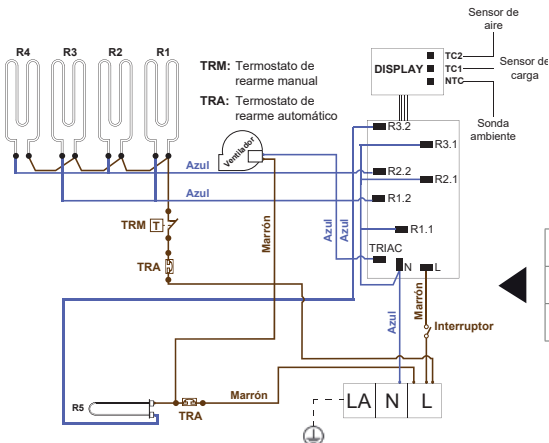 Sensor de
aire
R4 R3 R2 R1
TRM: Termostato de
rearme manual
TRA: Termostato de
rearme automático
DISPLAY
TC2
TC1
NTC
Sensor de
carga
Sonda
ambiente
Ventilador
R3.2
R3.1
R2.2
R2.1
R1.2
R1.1
TRIAC
N
L
Azul
Azul
TRM
T
TRA
Marrón
Azul
Azul
Azul
Marrón
Interruptor
R5
TRA
Marrón
LA N L